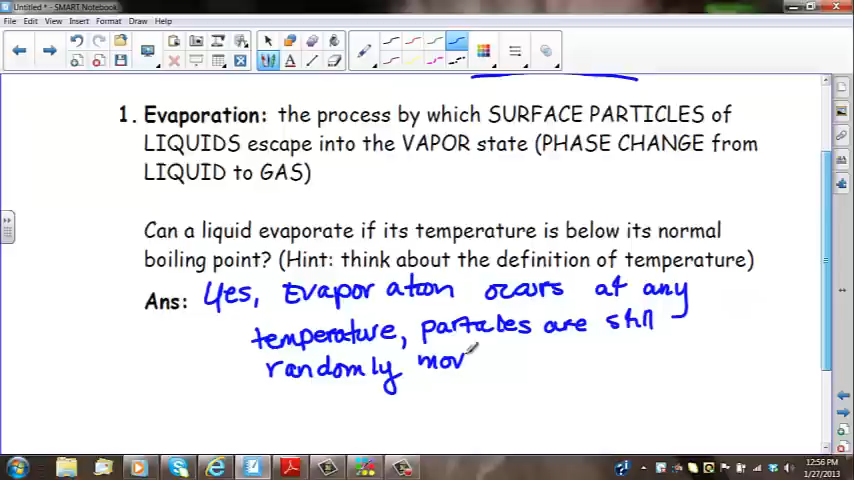 Untitled * - SMART Notebook
File Edit View Insert Format Draw Help
1. Evaporation: the process by which SURFACE PARTICLES of
LIQUIDS escape into the VAPOR state (PHASE CHANGE from
LIQUID to GAS)
Can a liquid evaporate if its temperature is below its normal
boiling point? (Hint: think about the definition of temperature)
Ans: Yes, Evaporation occurs at any
temperature, particles are still
randomly mov
12:56 PM
1/27/2013